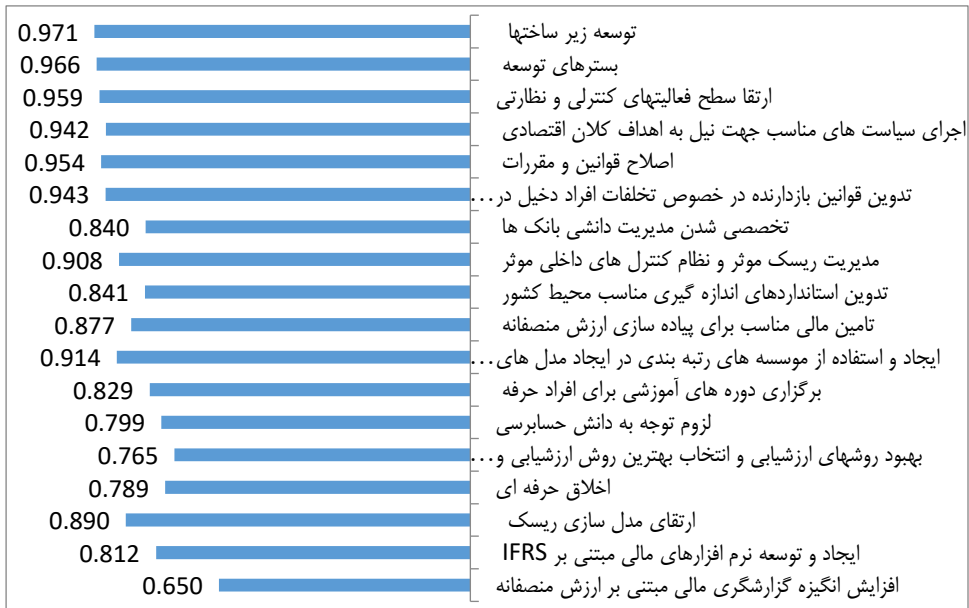 توسعه زیر ساختها 0.971
بسترهای توسعه 0.966
ارتقا سطح فعالیتهای کنترلی و نظارتی 0.959
اجرای سیاست های مناسب جهت نیل به اهداف کلان اقتصادی 0.942
اصلاح قوانین و مقررات 0.954
تدوین قوانین بازدارنده در خصوص تخلفات افراد دخیل در... 0.943
تخصصی شدن مدیریت دانشی بانک ها 0.840
مدیریت ریسک موثر و نظام کنترل های داخلی موثر 0.908
تدوین استانداردهای اندازه گیری مناسب محیط کشور 0.841
تامین مالی مناسب برای پیاده سازی ارزش منصفانه 0.877
ایجاد و استفاده از موسسه های رتبه بندی در ایجاد مدل های... 0.914
برگزاری دوره های آموزشی برای افراد حرفه 0.829
لزوم توجه به دانش حسابرسی 0.799
بهبود روشهای ارزشیابی و انتخاب بهترین روش ارزشیابی و... 0.765
اخلاق حرفه ای 0.789
ارتقای مدل سازی ریسک 0.890
ایجاد و توسعه نرم افزارهای مالی مبتنی بر IFRS 0.812
افزایش انگیزه گزارشگری مالی مبتنی بر ارزش منصفانه 0.650